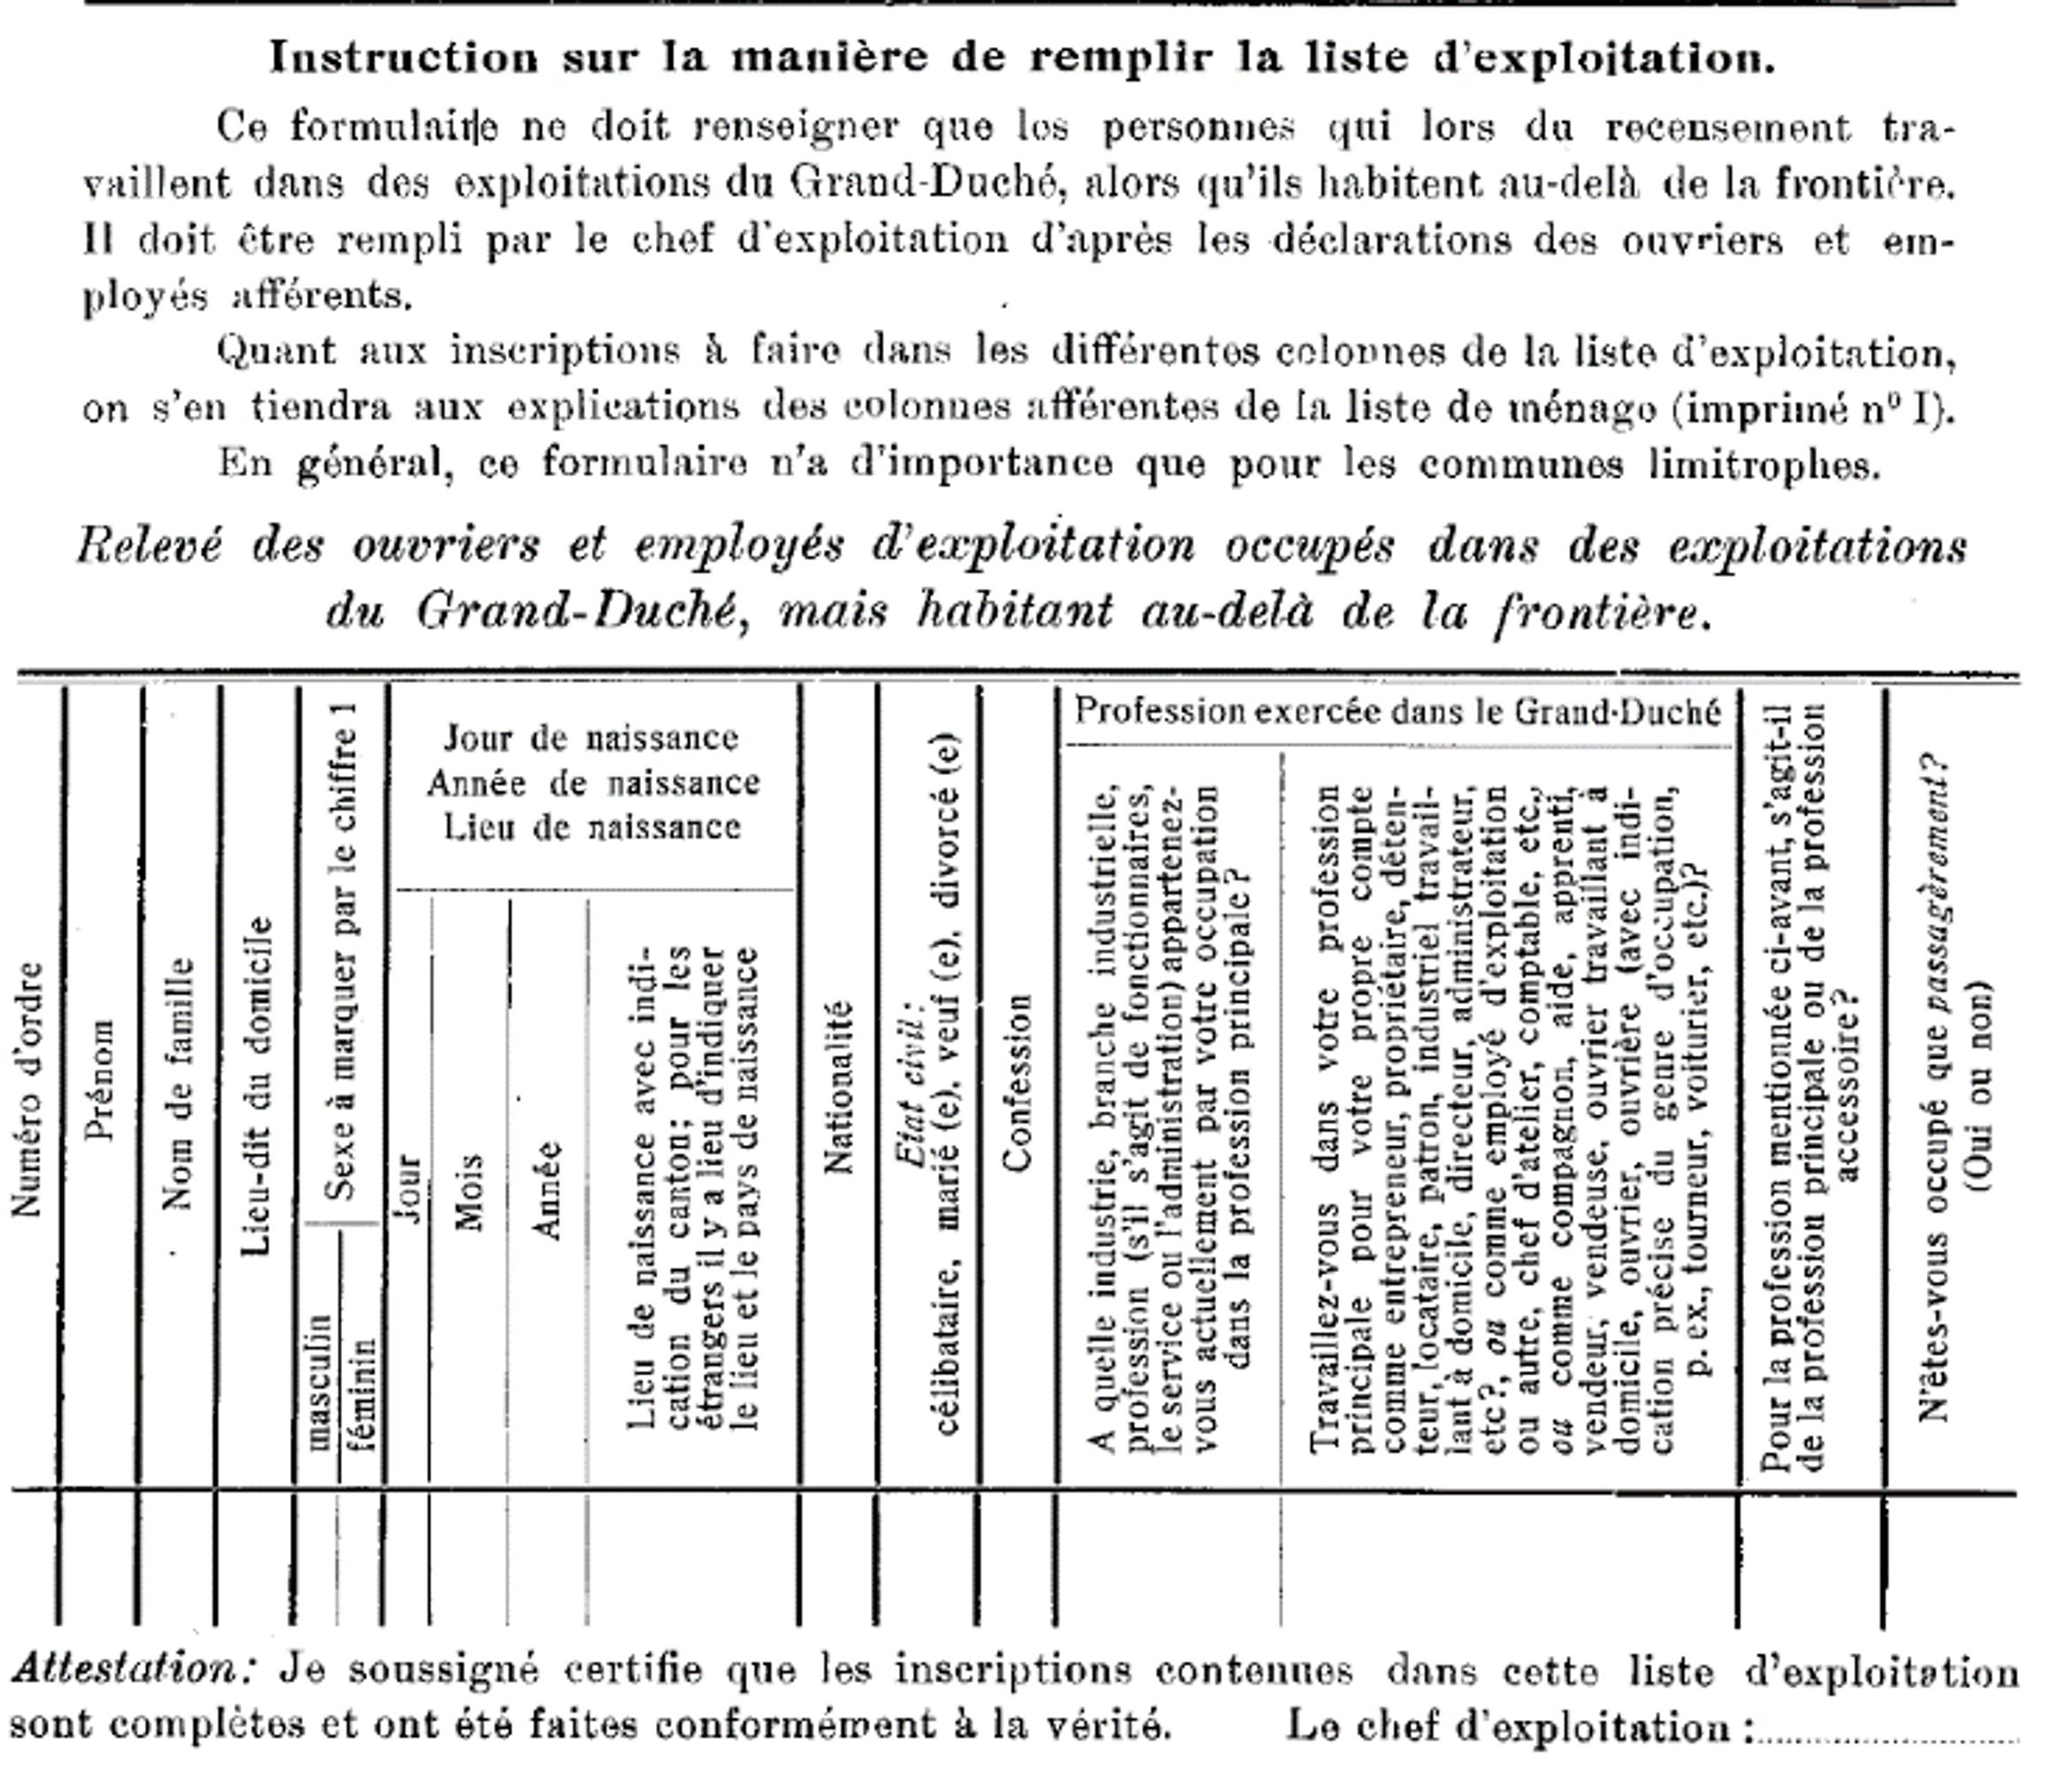 Instruction sur la manière de remplir la liste d'exploitation.
Ce formulaire ne doit renseigner que les personnes qui lors du recensement tra-
vaillent dans des exploitations du Grand-Duché, alors qu'ils habitent au-delà de la frontière.
Il doit être rempli par le chef d'exploitation d'après les déclarations des ouvriers et em-
ployés afférents.
Quant aux inscriptions à faire dans les différentes colonnes de la liste d'exploitation,
on s'en tiendra aux explications des colonnes afférentes de la liste de ménage (imprimé nº I).
En général, ce formulaire n'a d'importance que pour les communes limitrophes.
Relevé des ouvriers et employés d'exploitation occupés dans des exploitations
du Grand-Duché, mais habitant au-delà de la frontière.
Numéro d'ordre
Prénom
Nom de famille
Lieu-dit du domicile
Sexe à marquer par le chiffre 1
masculin
féminin
Jour de naissance
Année de naissance
Lieu de naissance
Jour
Mois
Année
Lieu de naissance avec indi-
cation du canton; pour les
étrangers il y a lieu d'indiquer
le lieu et le pays de naissance
Nationalité
Etat civil:
célibataire, marié (e), veuf (e), divorcé (e)
Confession
Profession exercée dans le Grand-Duché
A quelle industrie, branche industrielle,
profession (s'il s'agit de fonctionnaires,
le service ou l'administration) appartenez-
vous actuellement par votre occupation
dans la profession principale?
Travaillez-vous dans votre profession
principale pour votre propre compte
comme entrepreneur, propriétaire, déten-
teur, locataire, patron, industriel travail-
lant à domicile, directeur, administrateur,
etc?, ou comme employé d'exploitation
ou autre, chef d'atelier, comptable, etc.,
ou comme compagnon, aide, apprenti,
vendeur, vendeuse, ouvrier travaillant à
domicile, ouvrier, ouvrière (avec indi-
cation précise du genre d'occupation,
p. ex., tourneur, voiturier, etc.)?
Pour la profession mentionnée ci-avant, s'agit-il
de la profession principale ou de la profession
accessoire?
N'êtes-vous occupé que passagèrement?
(Oui ou non)
Attestation: Je soussigné certifie que les inscriptions contenues dans cette liste d'exploitation
sont complètes et ont été faites conformément à la vérité. Le chef d'exploitation :....................